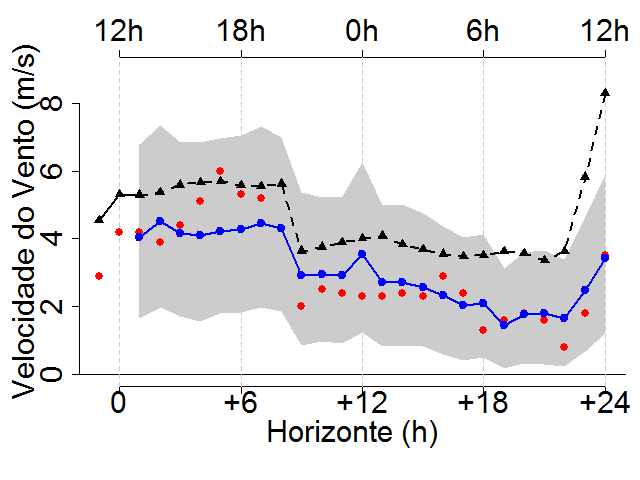 12h 18h 0h 6h 12h
Velocidade do Vento (m/s)
8
6
4
2
0
0 +6 +12 +18 +24
Horizonte (h)